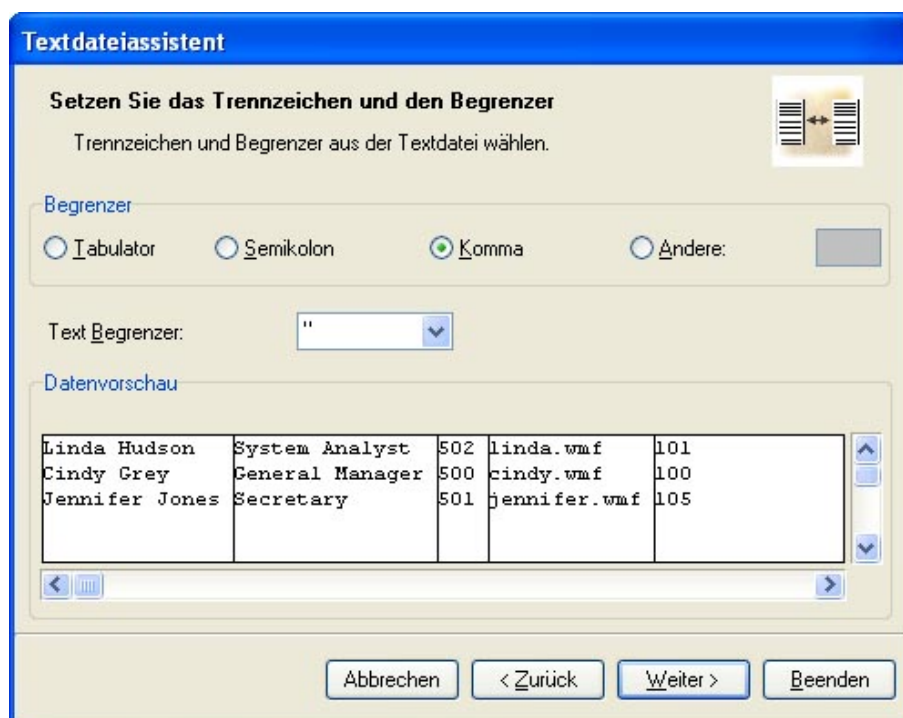 Textdateiassistent
Setzen Sie das Trennzeichen und den Begrenzer
Trennzeichen und Begrenzer aus der Textdatei wählen.
Begrenzer
Tabulator Semikolon Komma Andere:
Text Begrenzer: "
Datenvorschau
Linda Hudson System Analyst 502 linda.wmf 101
Cindy Grey General Manager 500 cindy.wmf 100
Jennifer Jones Secretary 501 jennifer.wmf 105
Abbrechen < Zurück Weiter > Beenden